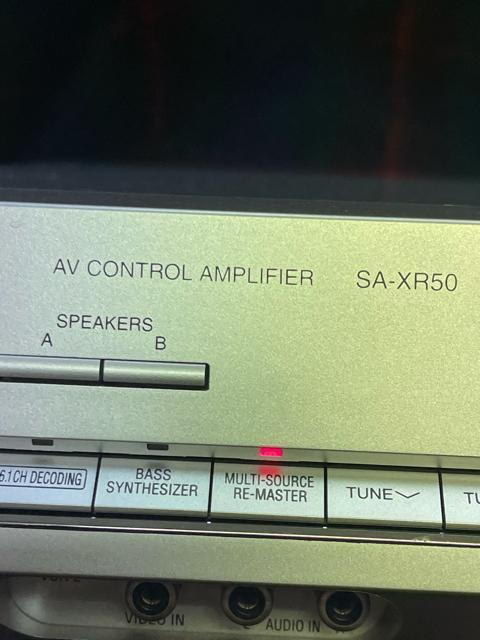 AV CONTROL AMPLIFIER SA-XR50
SPEAKERS
A B
6.1CH DECODING
BASS
SYNTHESIZER
MULTI-SOURCE
RE-MASTER
TUNE
VIDEO IN
AUDIO IN